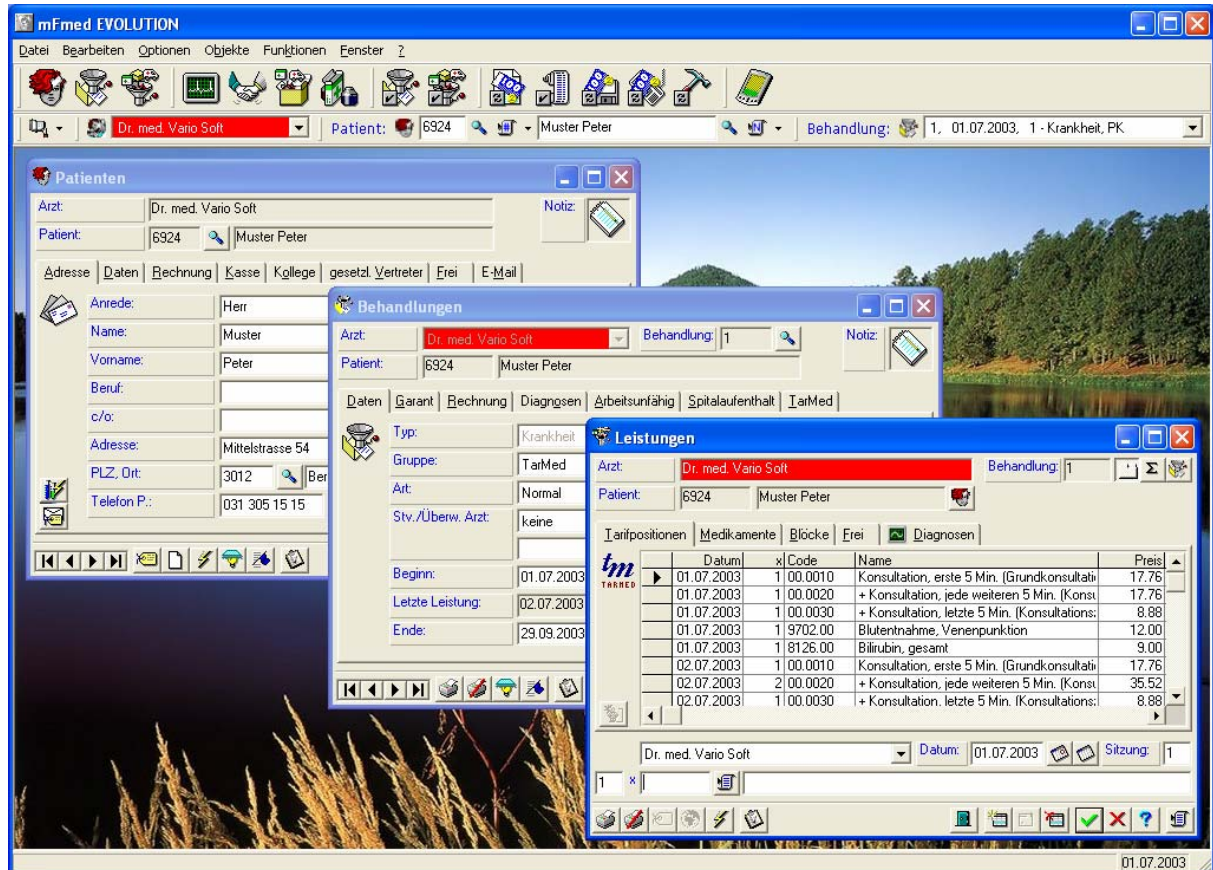 mFmed EVOLUTION
Datei Bearbeiten Optionen Objekte Funktionen Fenster ?
Dr. med. Vario Soft Patient: 6924 Muster Peter Behandlung: 1, 01.07.2003, 1 - Krankheit, PK
Patienten
Arzt: Dr. med. Vario Soft Notiz:
Patient: 6924 Muster Peter
Adresse Daten Rechnung Kasse Kollege gesetzl. Vertreter Frei E-Mail
Anrede: Herr
Name: Muster
Vorname: Peter
Beruf:
c/o:
Adresse: Mittelstrasse 54
PLZ, Ort: 3012 Ber
Telefon P.: 031 305 15 15
Behandlungen
Arzt: Dr. med. Vario Soft Behandlung: 1 Notiz:
Patient: 6924 Muster Peter
Daten Garant Rechnung Diagnosen Arbeitsunfähig Spitalaufenthalt TarMed
Typ: Krankheit
Gruppe: TarMed
Art: Normal
Stv./Überw. Arzt: keine
Beginn: 01.07.2003
Letzte Leistung: 02.07.2003
Ende: 29.09.2003
Leistungen
Arzt: Dr. med. Vario Soft Behandlung: 1 Σ
Patient: 6924 Muster Peter
Tarifpositionen Medikamente Blöcke Frei Diagnosen
tm TARMED
Datum x Code Name Preis
01.07.2003 1 00.0010 Konsultation, erste 5 Min. (Grundkonsultati 17.76
01.07.2003 1 00.0020 + Konsultation, jede weiteren 5 Min. (Konsu 17.76
01.07.2003 1 00.0030 + Konsultation, letzte 5 Min. (Konsultations: 8.88
01.07.2003 1 9702.00 Blutentnahme, Venenpunktion 12.00
01.07.2003 1 8126.00 Bilirubin, gesamt 9.00
02.07.2003 1 00.0010 Konsultation, erste 5 Min. (Grundkonsultati 17.76
02.07.2003 2 00.0020 + Konsultation, jede weiteren 5 Min. (Konsu 35.52
02.07.2003 1 00.0030 + Konsultation, letzte 5 Min. (Konsultations: 8.88
Dr. med. Vario Soft Datum: 01.07.2003 Sitzung: 1
1 x
01.07.2003